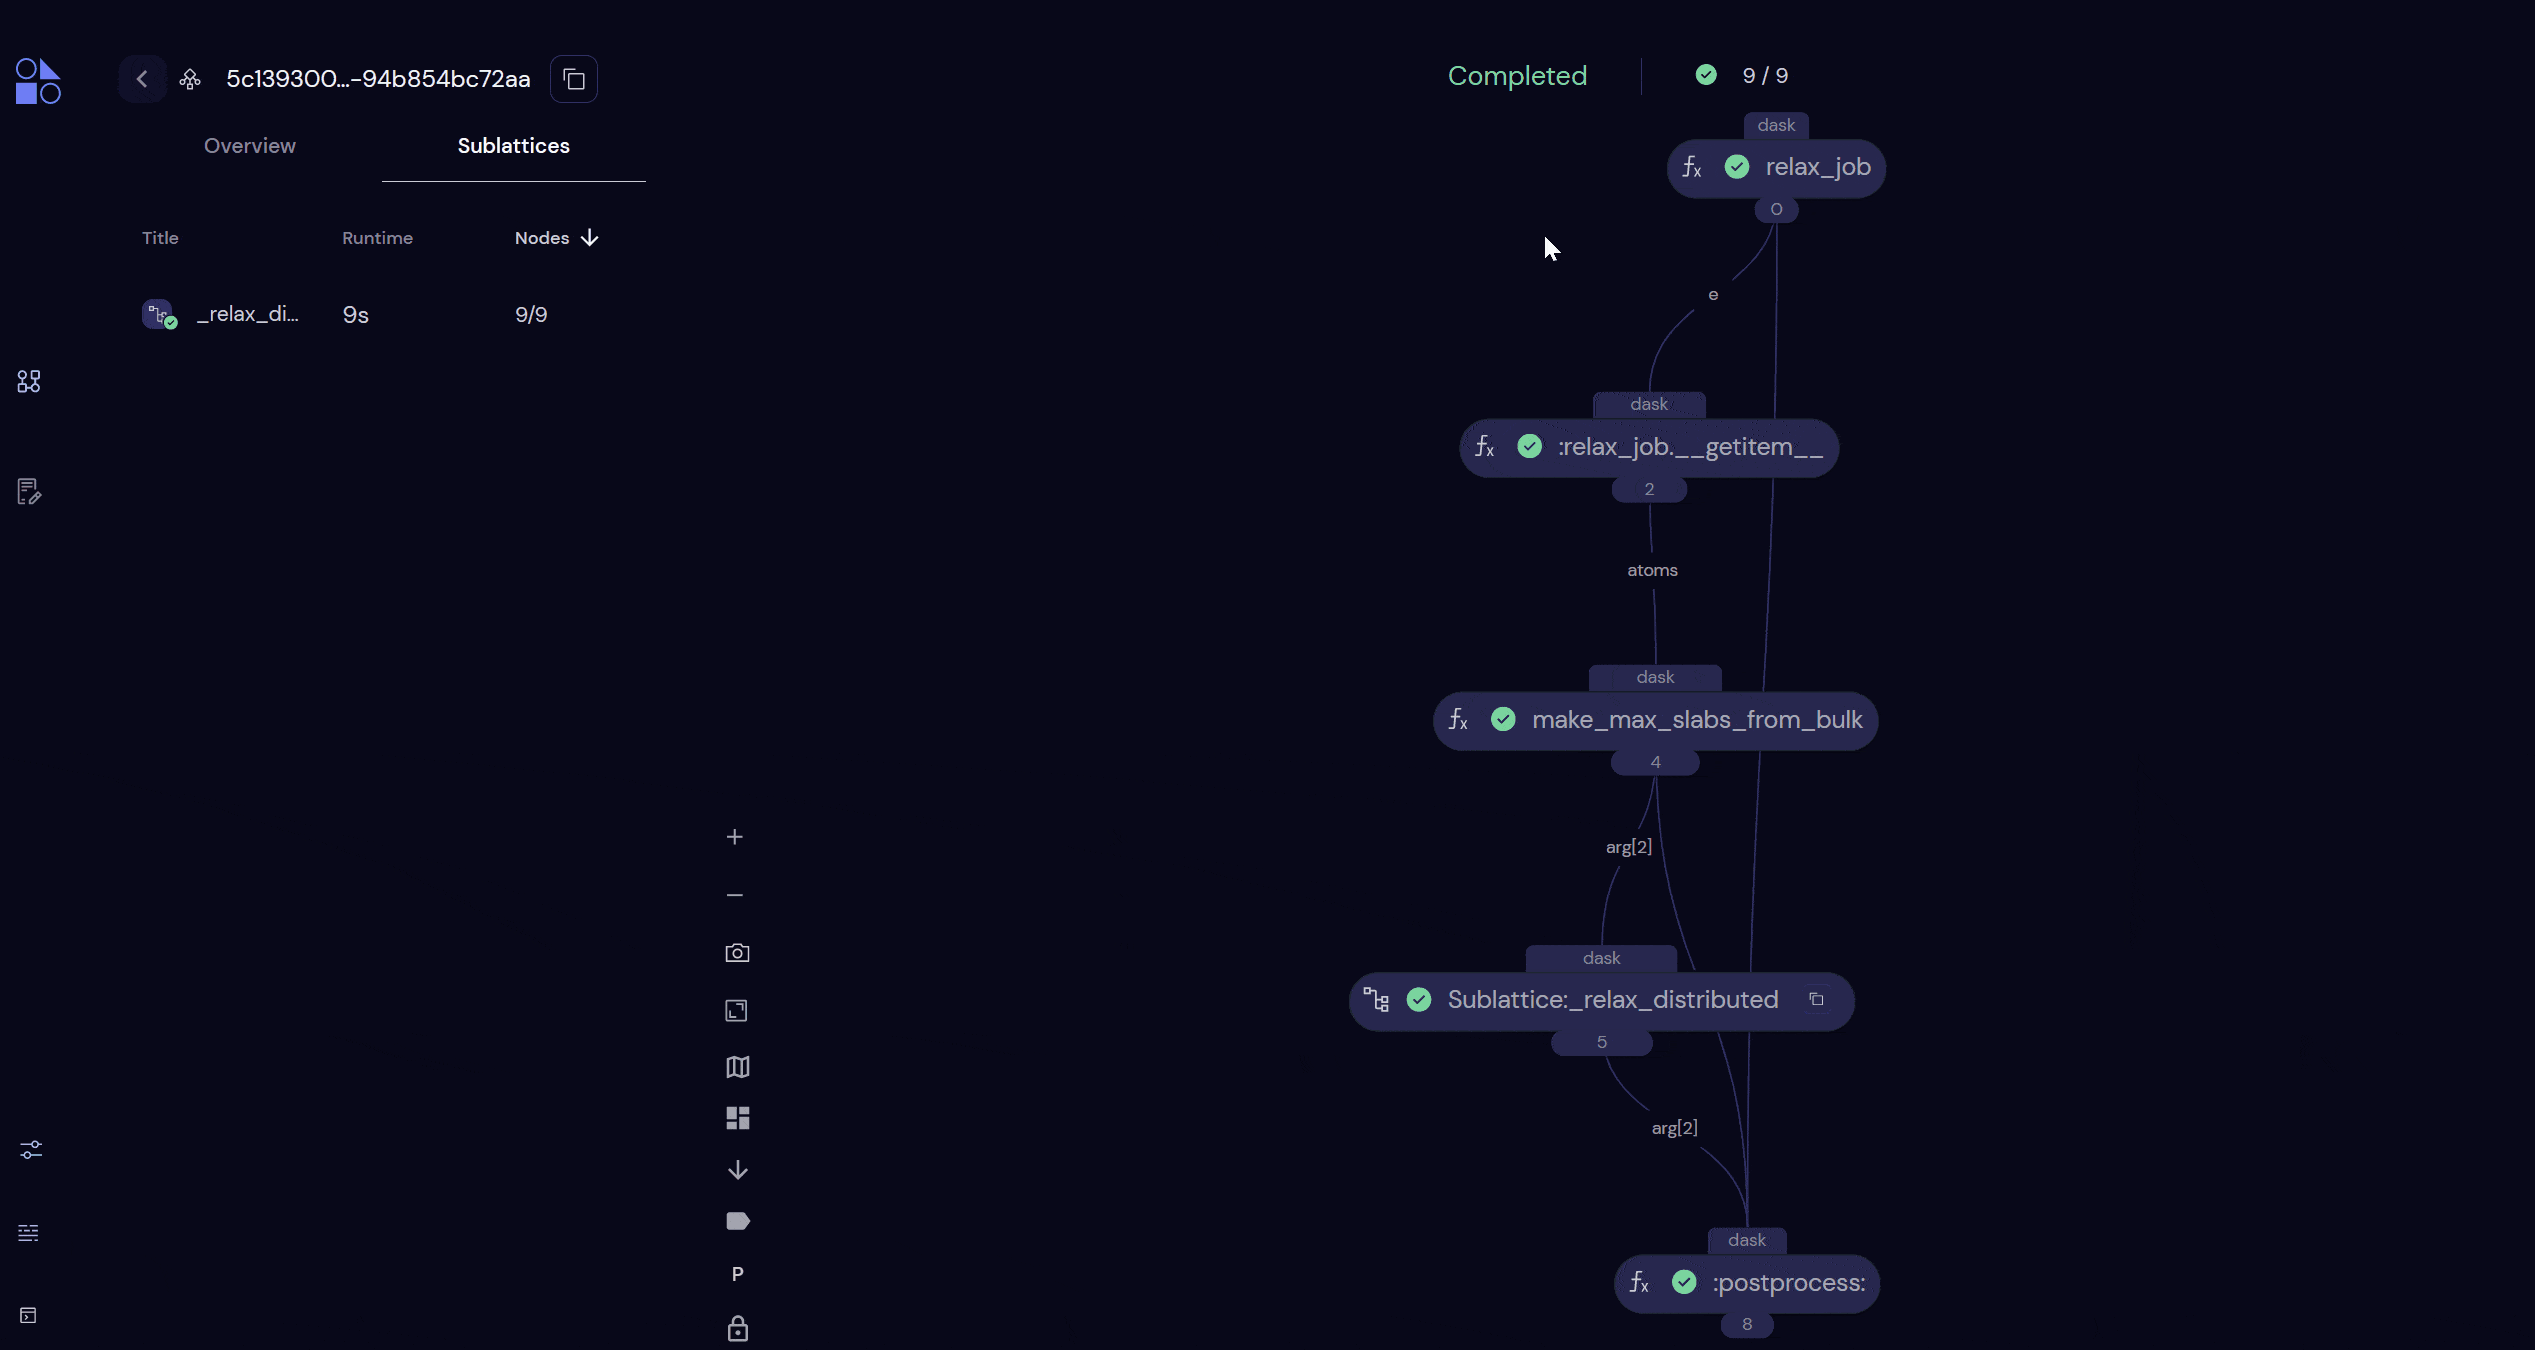 5c139300...-94b854bc72aa
Overview
Sublattices
Title
Runtime
Nodes
_relax_di...
9s
9/9
P
Completed
9 / 9
dask
relax_job
0
e
dask
:relax_job.__getitem__
2
atoms
dask
make_max_slabs_from_bulk
4
arg[2]
dask
Sublattice:_relax_distributed
5
arg[2]
dask
:postprocess:
8